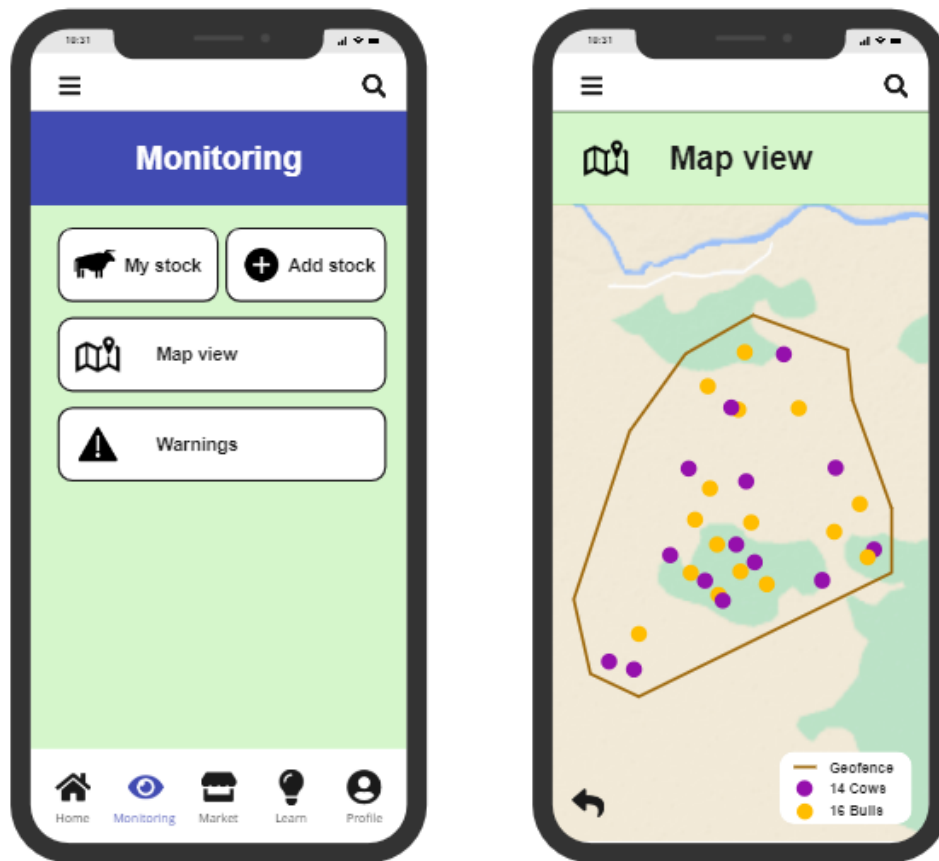 10:31
Monitoring
My stock
Add stock
Map view
Warnings
Home Monitoring Market Learn Profile
10:31
Map view
Geofence
14 Cows
16 Bulls